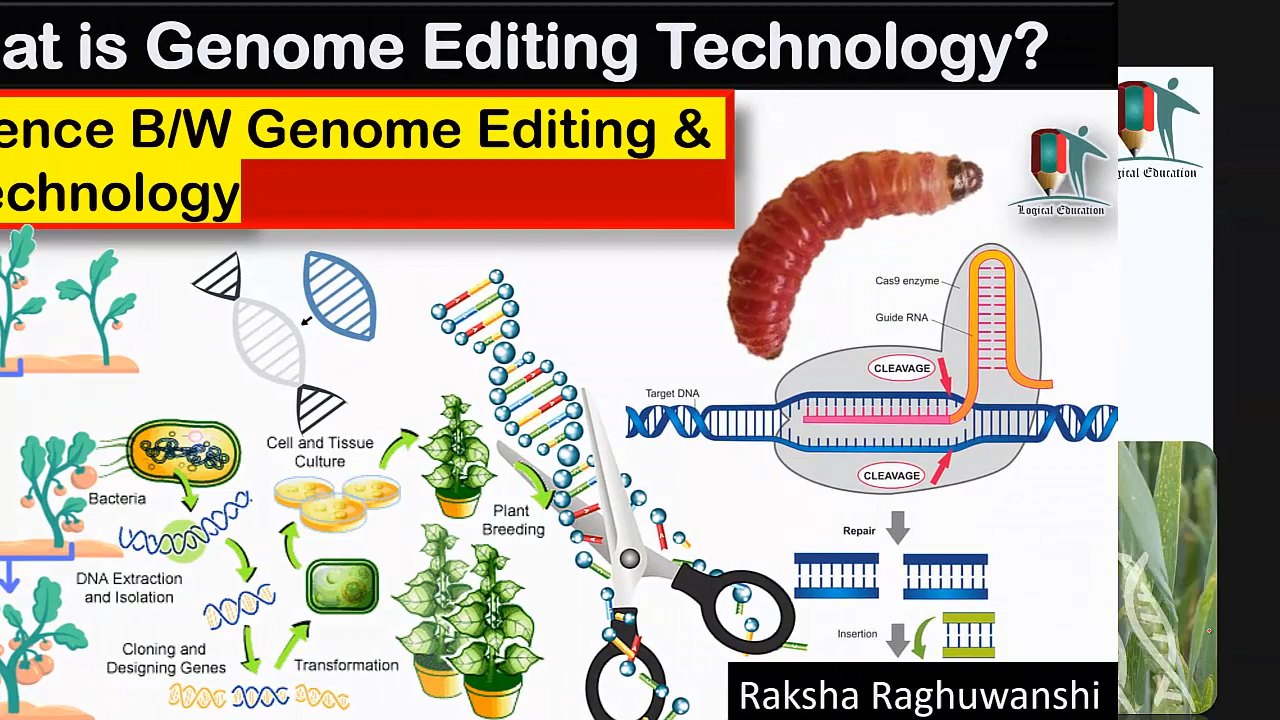 at is Genome Editing Technology?
ence B/W Genome Editing &
echnology
Logical Education
gical Education
Cas9 enzyme
Guide RNA
CLEAVAGE
Target DNA
CLEAVAGE
Cell and Tissue
Culture
Bacteria
Plant
Breeding
Repair
DNA Extraction
and Isolation
Insertion
Cloning and
Designing Genes
Transformation
Raksha Raghuwanshi